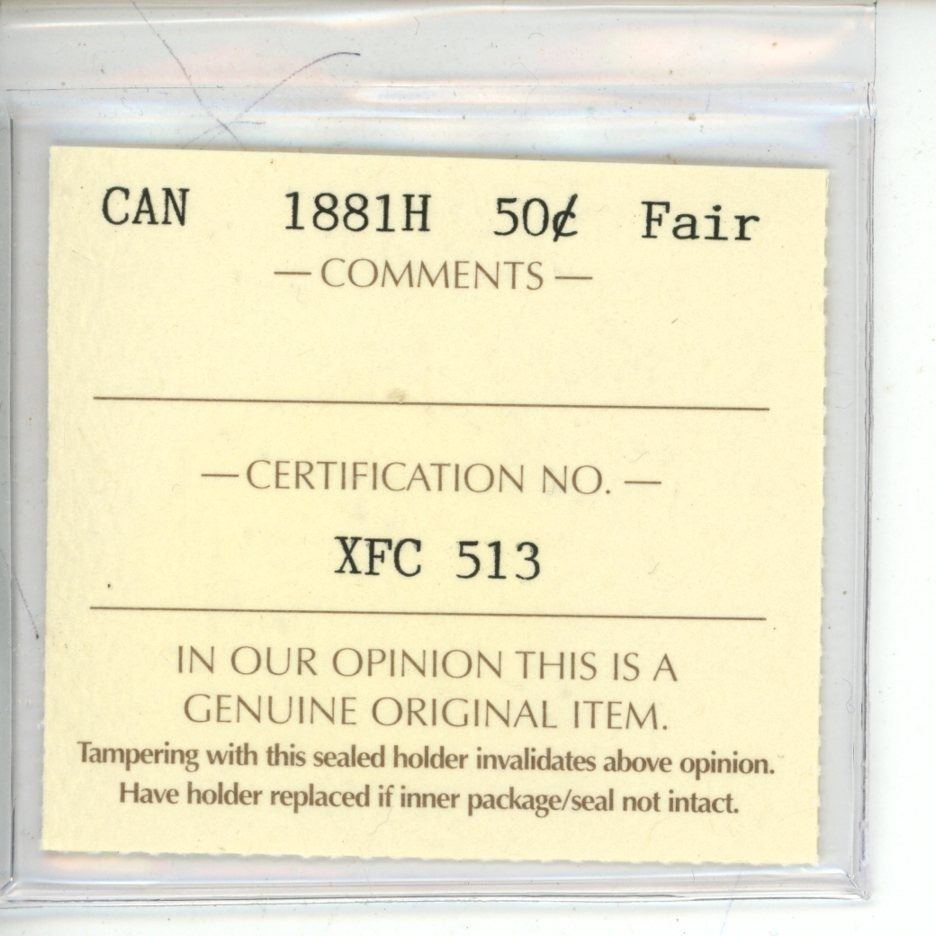 CAN 1881H 50¢ Fair
— COMMENTS —
— CERTIFICATION NO. —
XFC 513
IN OUR OPINION THIS IS A
GENUINE ORIGINAL ITEM.
Tampering with this sealed holder invalidates above opinion.
Have holder replaced if inner package/seal not intact.